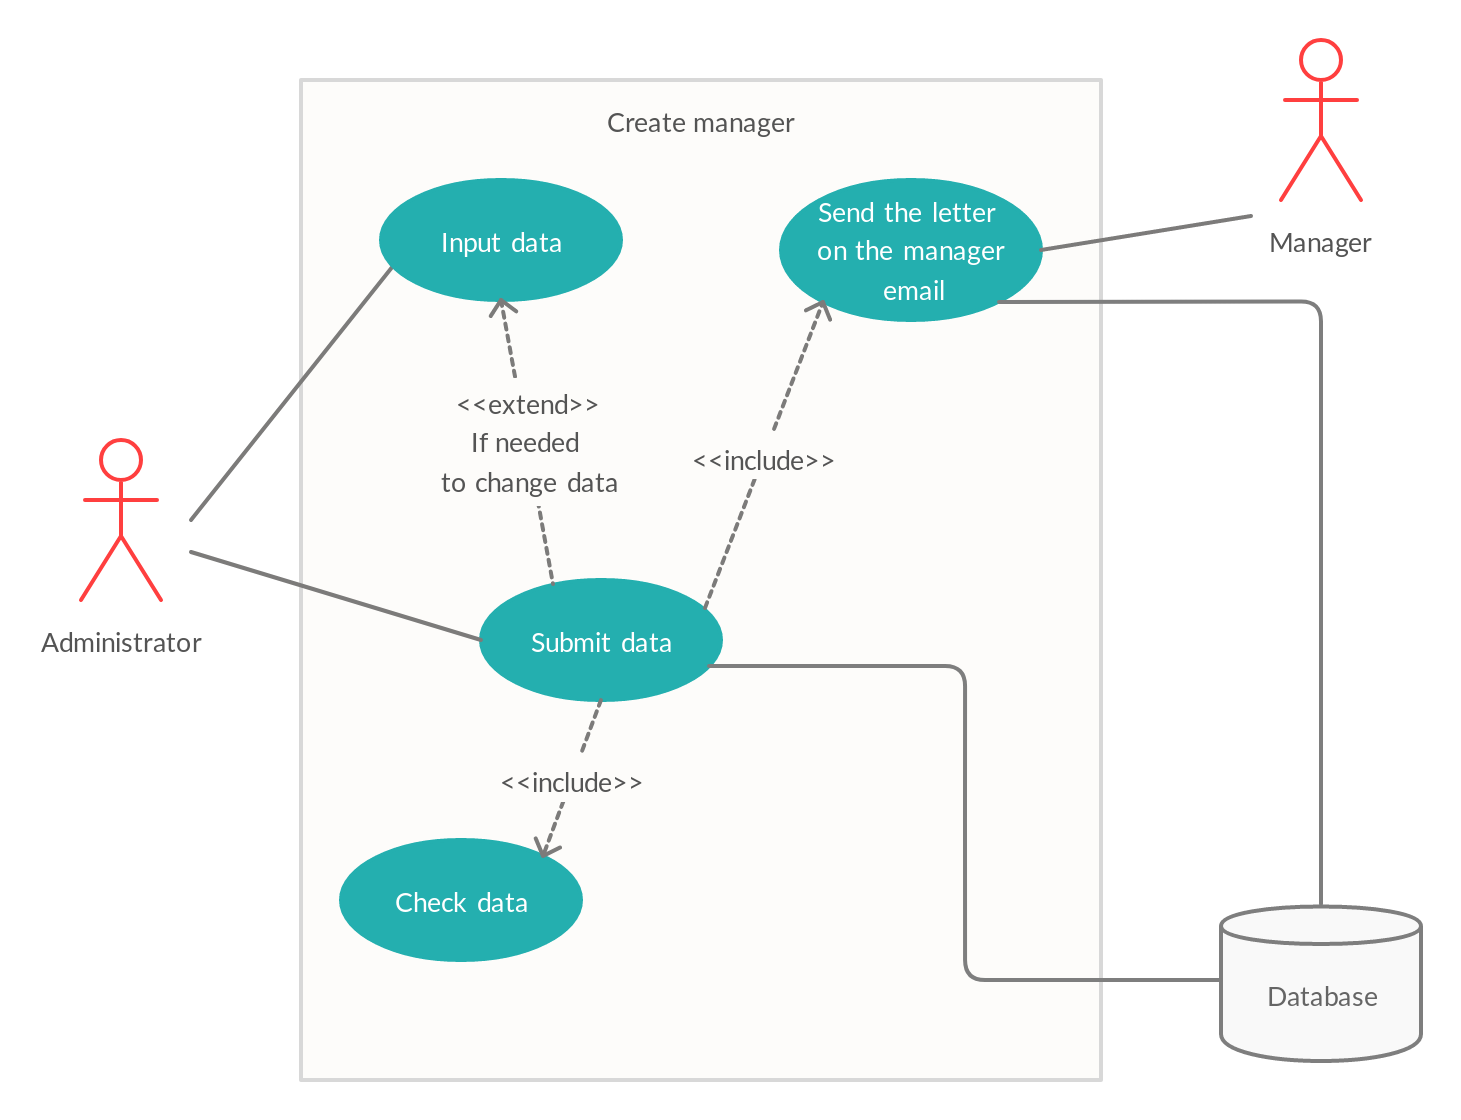 Create manager
Manager
Input data
Send the letter
on the manager
email
<<extend>>
If needed
to change data
<<include>>
Administrator
Submit data
<<include>>
Check data
Database